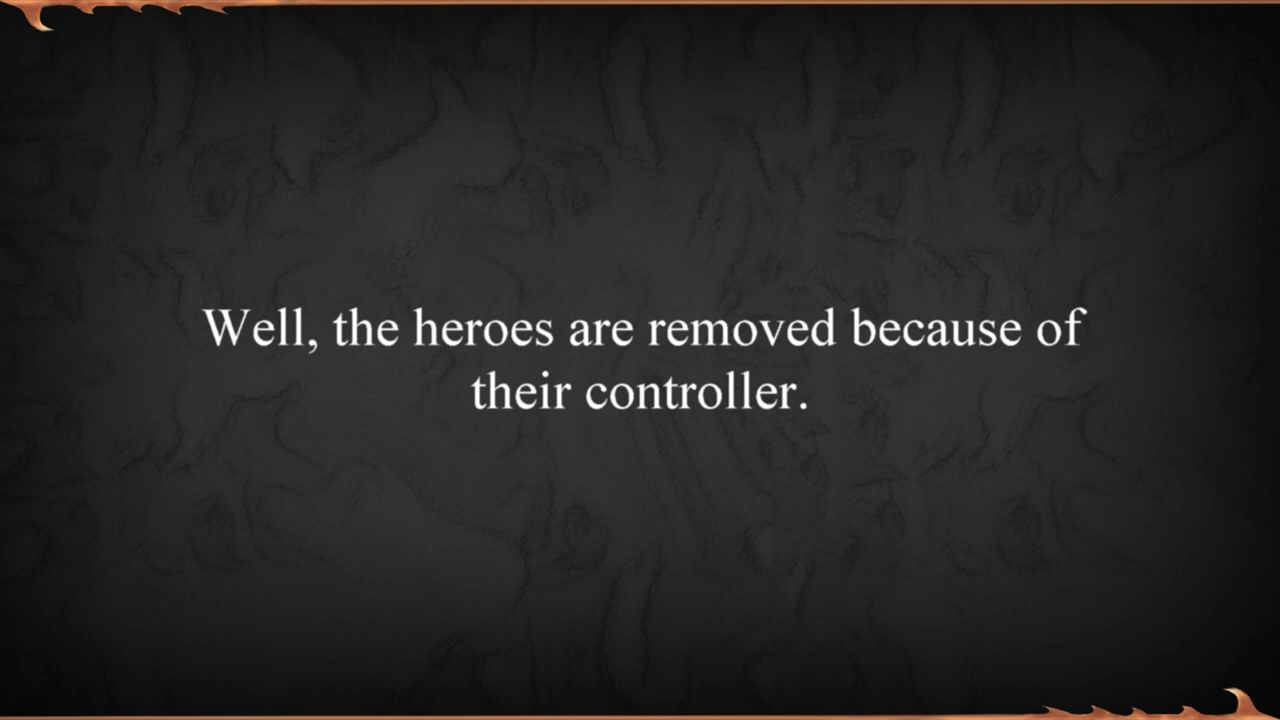 Well, the heroes are removed because of
their controller.